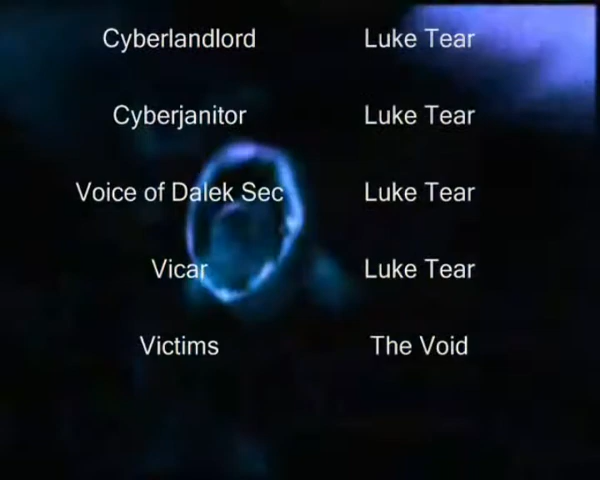 Cyberlandlord Luke Tear
Cyberjanitor Luke Tear
Voice of Dalek Sec Luke Tear
Vicar Luke Tear
Victims The Void